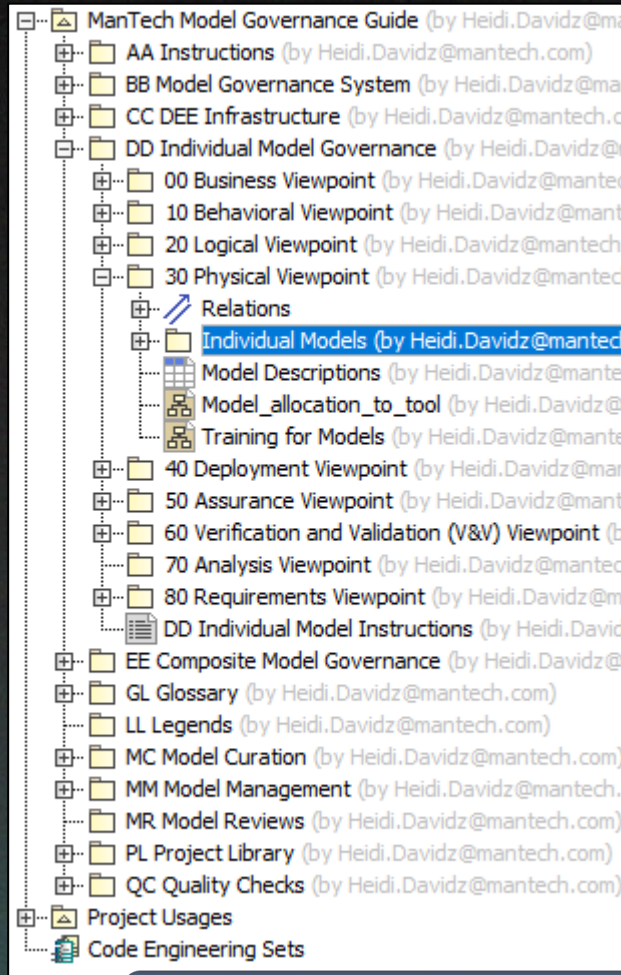 ManTech Model Governance Guide (by Heidi.Davidz@ma
AA Instructions (by Heidi.Davidz@mantech.com)
BB Model Governance System (by Heidi.Davidz@ma
CC DEE Infrastructure (by Heidi.Davidz@mantech.c
DD Individual Model Governance (by Heidi.Davidz@
00 Business Viewpoint (by Heidi.Davidz@mantec
10 Behavioral Viewpoint (by Heidi.Davidz@mant
20 Logical Viewpoint (by Heidi.Davidz@mantech
30 Physical Viewpoint (by Heidi.Davidz@mantec
Relations
Individual Models (by Heidi.Davidz@mantech
Model Descriptions (by Heidi.Davidz@mante
Model_allocation_to_tool (by Heidi.Davidz@
Training for Models (by Heidi.Davidz@mante
40 Deployment Viewpoint (by Heidi.Davidz@man
50 Assurance Viewpoint (by Heidi.Davidz@mant
60 Verification and Validation (V&V) Viewpoint (b
70 Analysis Viewpoint (by Heidi.Davidz@mantec
80 Requirements Viewpoint (by Heidi.Davidz@m
DD Individual Model Instructions (by Heidi.David
EE Composite Model Governance (by Heidi.Davidz@
GL Glossary (by Heidi.Davidz@mantech.com)
LL Legends (by Heidi.Davidz@mantech.com)
MC Model Curation (by Heidi.Davidz@mantech.com)
MM Model Management (by Heidi.Davidz@mantech.
MR Model Reviews (by Heidi.Davidz@mantech.com)
PL Project Library (by Heidi.Davidz@mantech.com)
QC Quality Checks (by Heidi.Davidz@mantech.com)
Project Usages
Code Engineering Sets